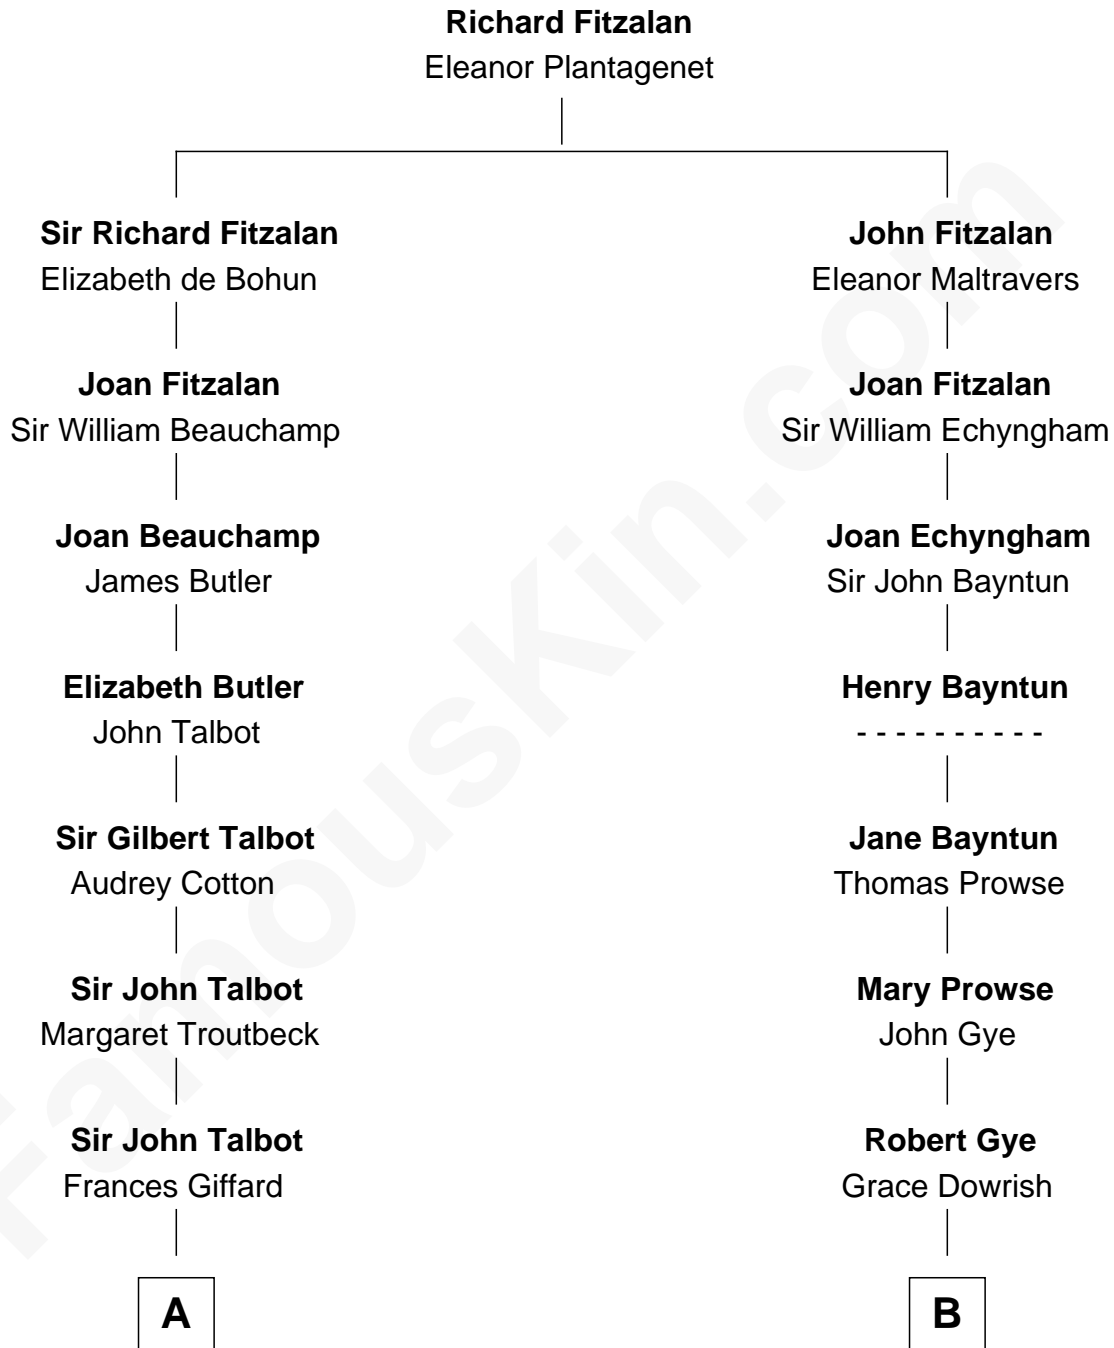 Richard Fitzalan
Eleanor Plantagenet
Sir Richard Fitzalan
Elizabeth de Bohun
John Fitzalan
Eleanor Maltravers
Joan Fitzalan
Sir William Beauchamp
Joan Fitzalan
Sir William Echyngham
Joan Beauchamp
James Butler
Joan Echyngham
Sir John Bayntun
Elizabeth Butler
John Talbot
Henry Bayntun
- - - - - - - - - -
Sir Gilbert Talbot
Audrey Cotton
Jane Bayntun
Thomas Prowse
Sir John Talbot
Margaret Troutbeck
Mary Prowse
John Gye
Sir John Talbot
Frances Giffard
Robert Gye
Grace Dowrish
A
B
FamousKin.com